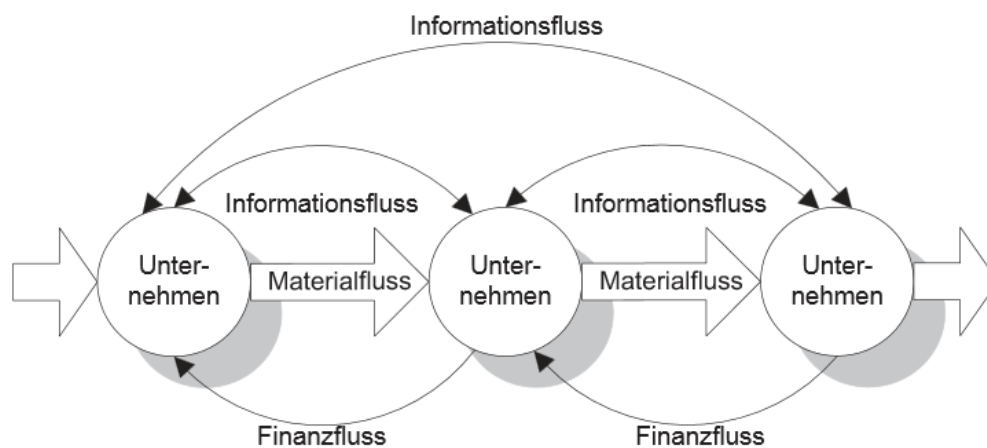 Informationsfluss
Informationsfluss
Informationsfluss
Unter-
nehmen
Materialfluss
Unter-
nehmen
Materialfluss
Unter-
nehmen
Finanzfluss
Finanzfluss